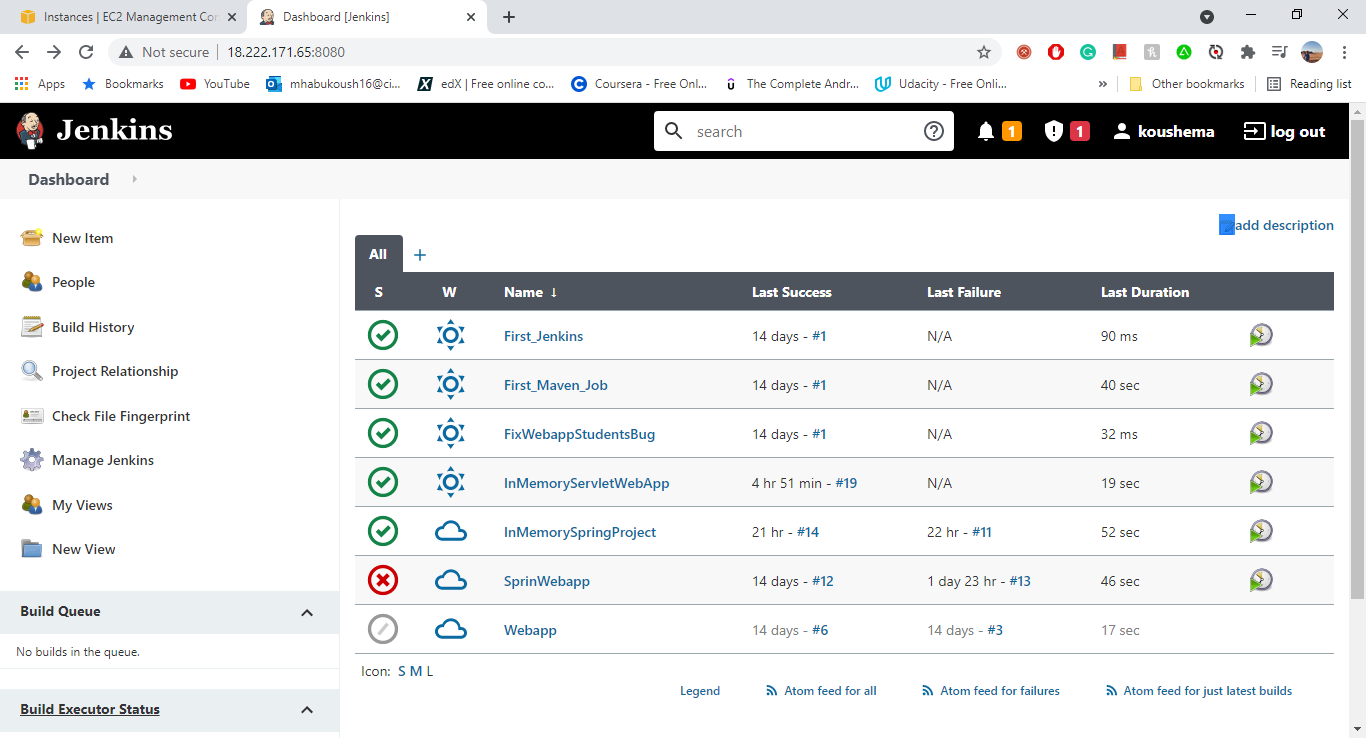 Instances | EC2 Management Con
Dashboard [Jenkins]
Not secure
18.222.171.65:8080
Apps
Bookmarks
YouTube
mhabukoush16@ci...
edX | Free online co...
Coursera - Free Onl...
The Complete Andr...
Udacity - Free Onli...
»
Other bookmarks
Reading list
Jenkins
search
1
1
koushema
log out
Dashboard
New Item
People
Build History
Project Relationship
Check File Fingerprint
Manage Jenkins
My Views
New View
Build Queue
No builds in the queue.
Build Executor Status
add description
All +
S W Name ↓ Last Success Last Failure Last Duration
First_Jenkins 14 days - #1 N/A 90 ms
First_Maven_Job 14 days - #1 N/A 40 sec
FixWebappStudentsBug 14 days - #1 N/A 32 ms
InMemoryServletWebApp 4 hr 51 min - #19 N/A 19 sec
InMemorySpringProject 21 hr - #14 22 hr - #11 52 sec
SprinWebapp 14 days - #12 1 day 23 hr - #13 46 sec
Webapp 14 days - #6 14 days - #3 17 sec
Icon: S M L
Legend Atom feed for all Atom feed for failures Atom feed for just latest builds